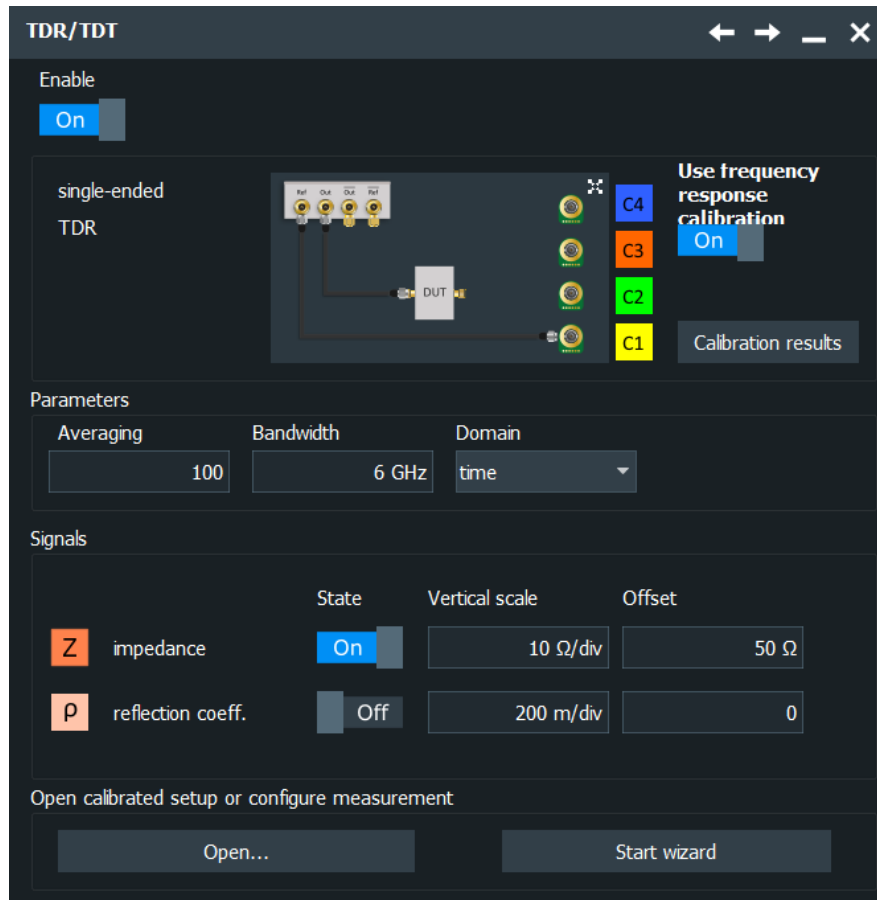 TDR/TDT
Enable
On
single-ended
TDR
Ref Out Out Ref
DUT
C4
C3
C2
C1
Use frequency
response
calibration
On
Calibration results
Parameters
Averaging Bandwidth Domain
100 6 GHz time
Signals
State Vertical scale Offset
Z impedance On 10 Ω/div 50 Ω
ρ reflection coeff. Off 200 m/div 0
Open calibrated setup or configure measurement
Open... Start wizard